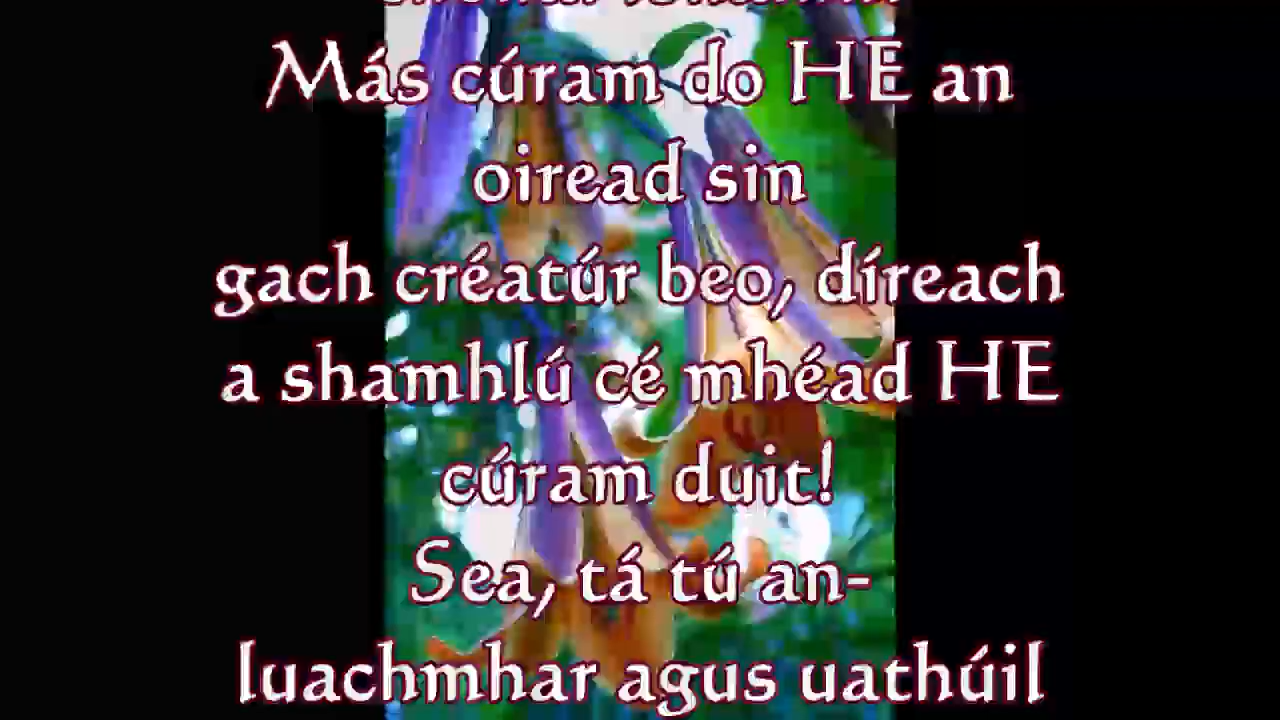 Más cúram do HE an
oiread sin
gach créatúr beo, díreach
a shamhlú cé mhéad HE
cúram duit!
Sea, tá tú an-
luachmhar agus uathúil